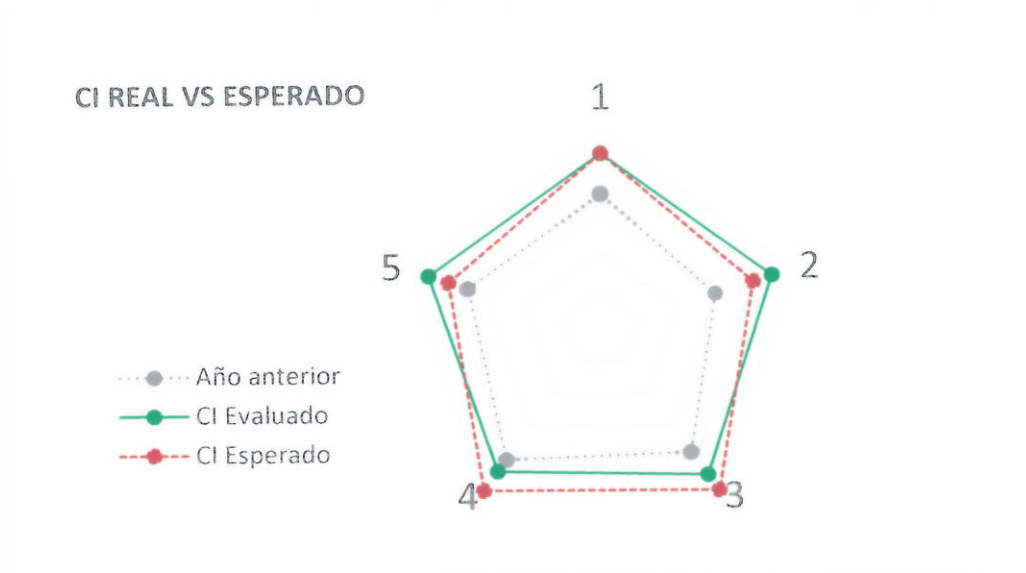 CI REAL VS ESPERADO
1
2
5
Año anterior
CI Evaluado
CI Esperado
4
3